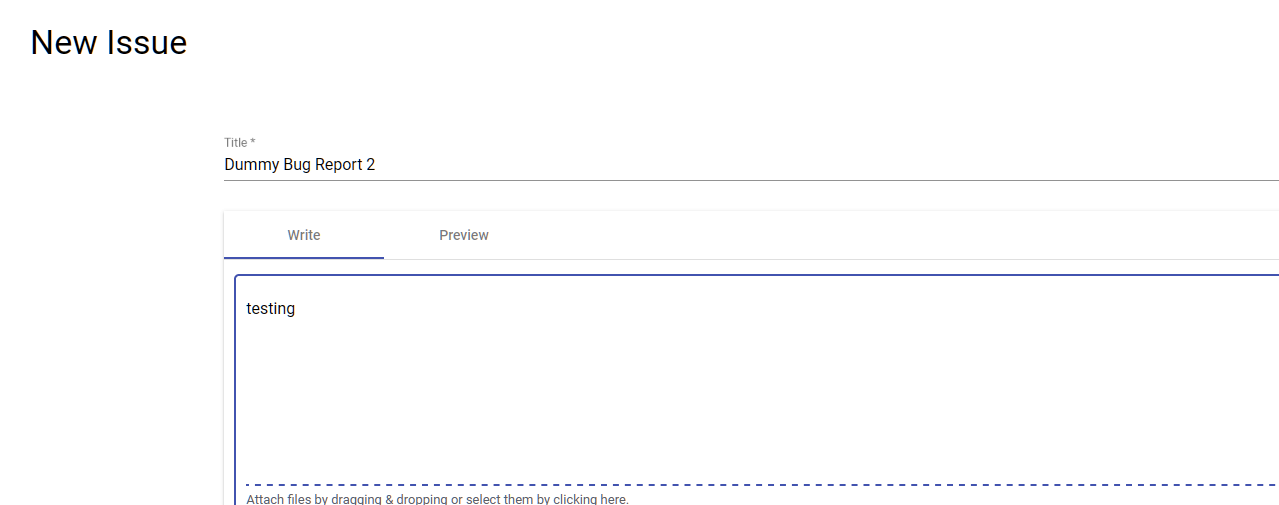 New Issue
Title *
Dummy Bug Report 2
Write Preview
testing
Attach files by dragging & dropping or select them by clicking here.